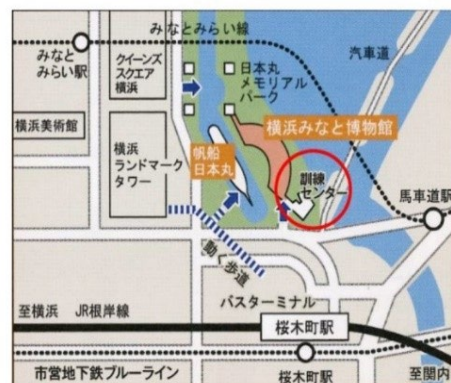 みなとみらい線
みなと
みらい駅
クイーンズ
スクエア
横浜
日本丸
メモリアル
パーク
汽車道
横浜美術館
横浜みなと博物館
横浜
ランドマーク
タワー
帆船
日本丸
訓練
センター
馬車道駅
動く歩道
バスターミナル
至横浜 JR根岸線
桜木町駅
市営地下鉄ブルーライン
桜木町駅
至関内